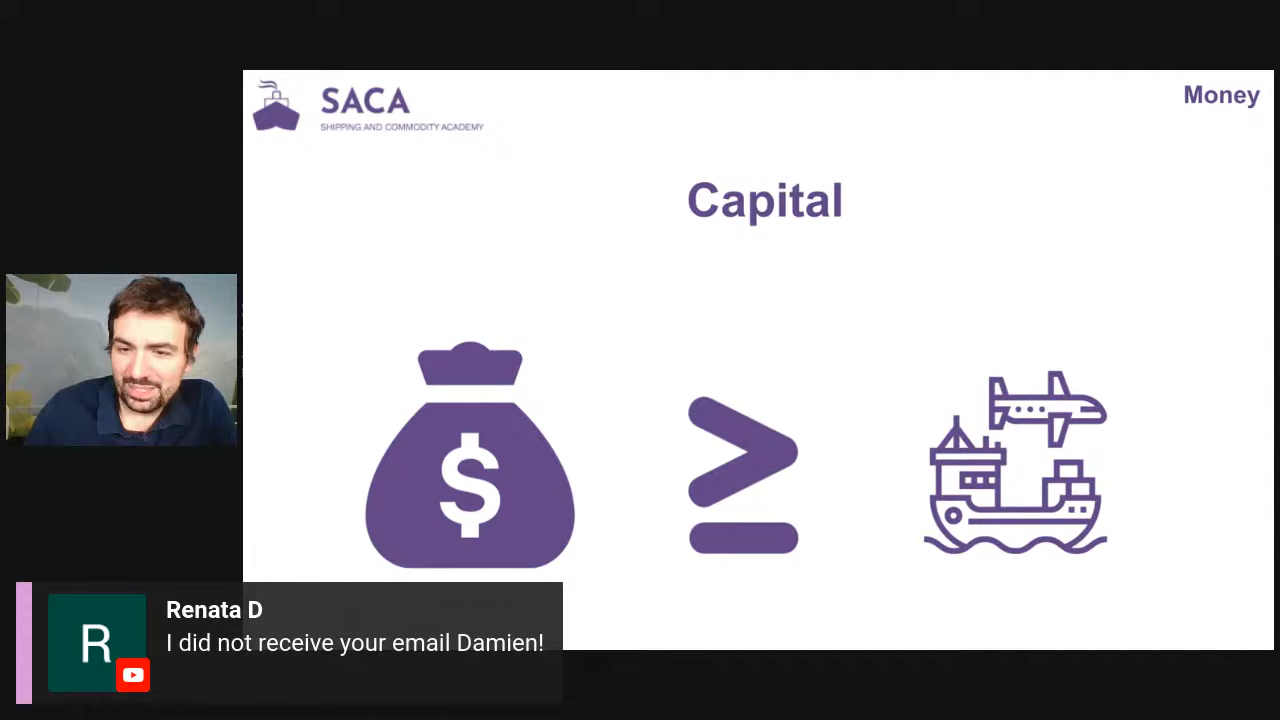 SACA
SHIPPING AND COMMODITY ACADEMY
Money
Capital
$
≥
R
Renata D
I did not receive your email Damien!